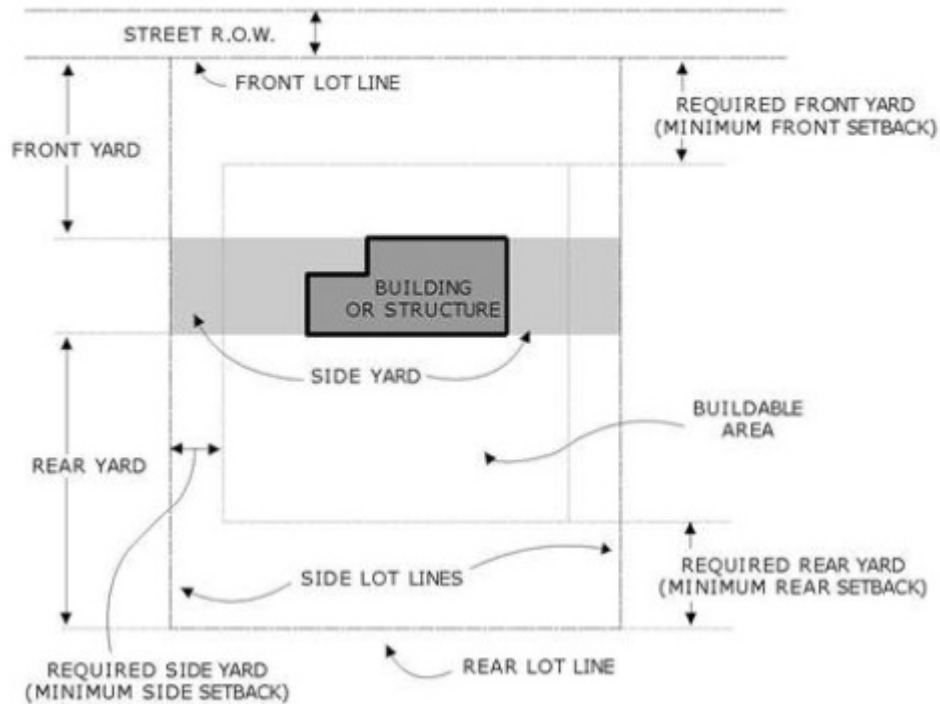 STREET R.O.W.
FRONT LOT LINE
REQUIRED FRONT YARD
(MINIMUM FRONT SETBACK)
FRONT YARD
BUILDING
OR STRUCTURE
SIDE YARD
BUILDABLE
AREA
REAR YARD
SIDE LOT LINES
REQUIRED REAR YARD
(MINIMUM REAR SETBACK)
REQUIRED SIDE YARD
(MINIMUM SIDE SETBACK)
REAR LOT LINE